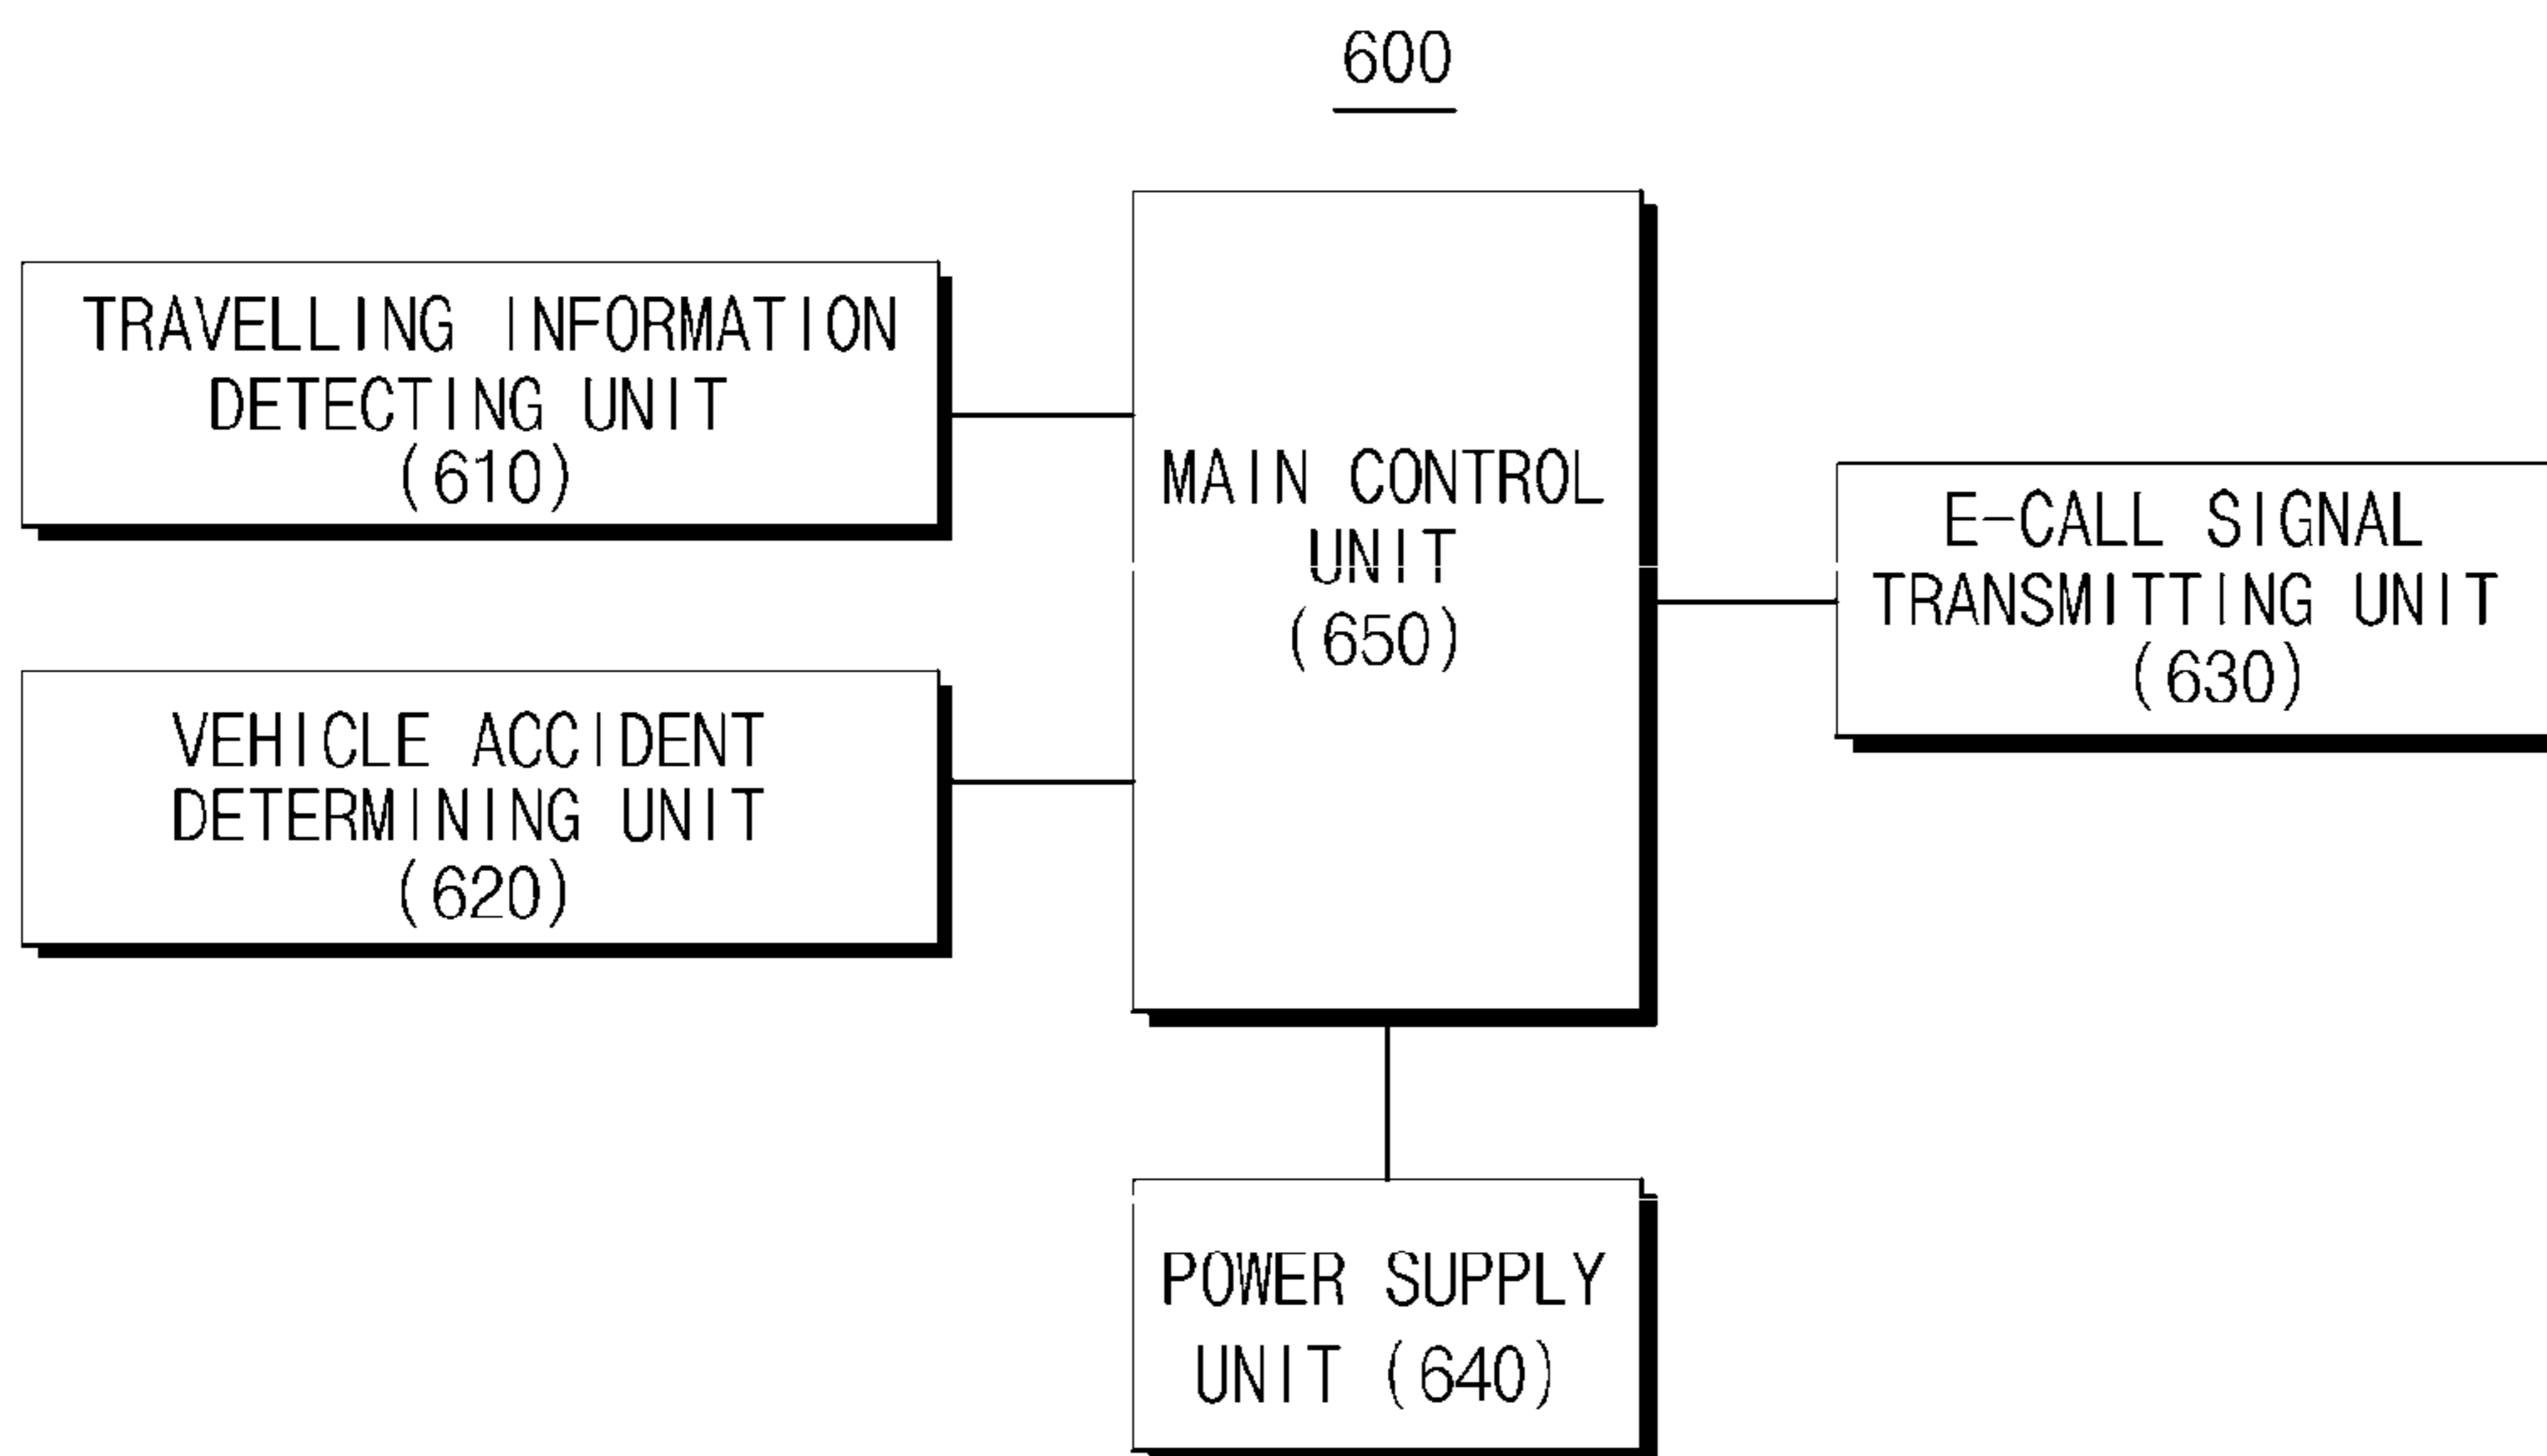 600
TRAVELLING INFORMATION
DETECTING UNIT
(610)
VEHICLE ACCIDENT
DETERMINING UNIT
(620)
MAIN CONTROL
UNIT
(650)
E-CALL SIGNAL
TRANSMITTING UNIT
(630)
POWER SUPPLY
UNIT (640)